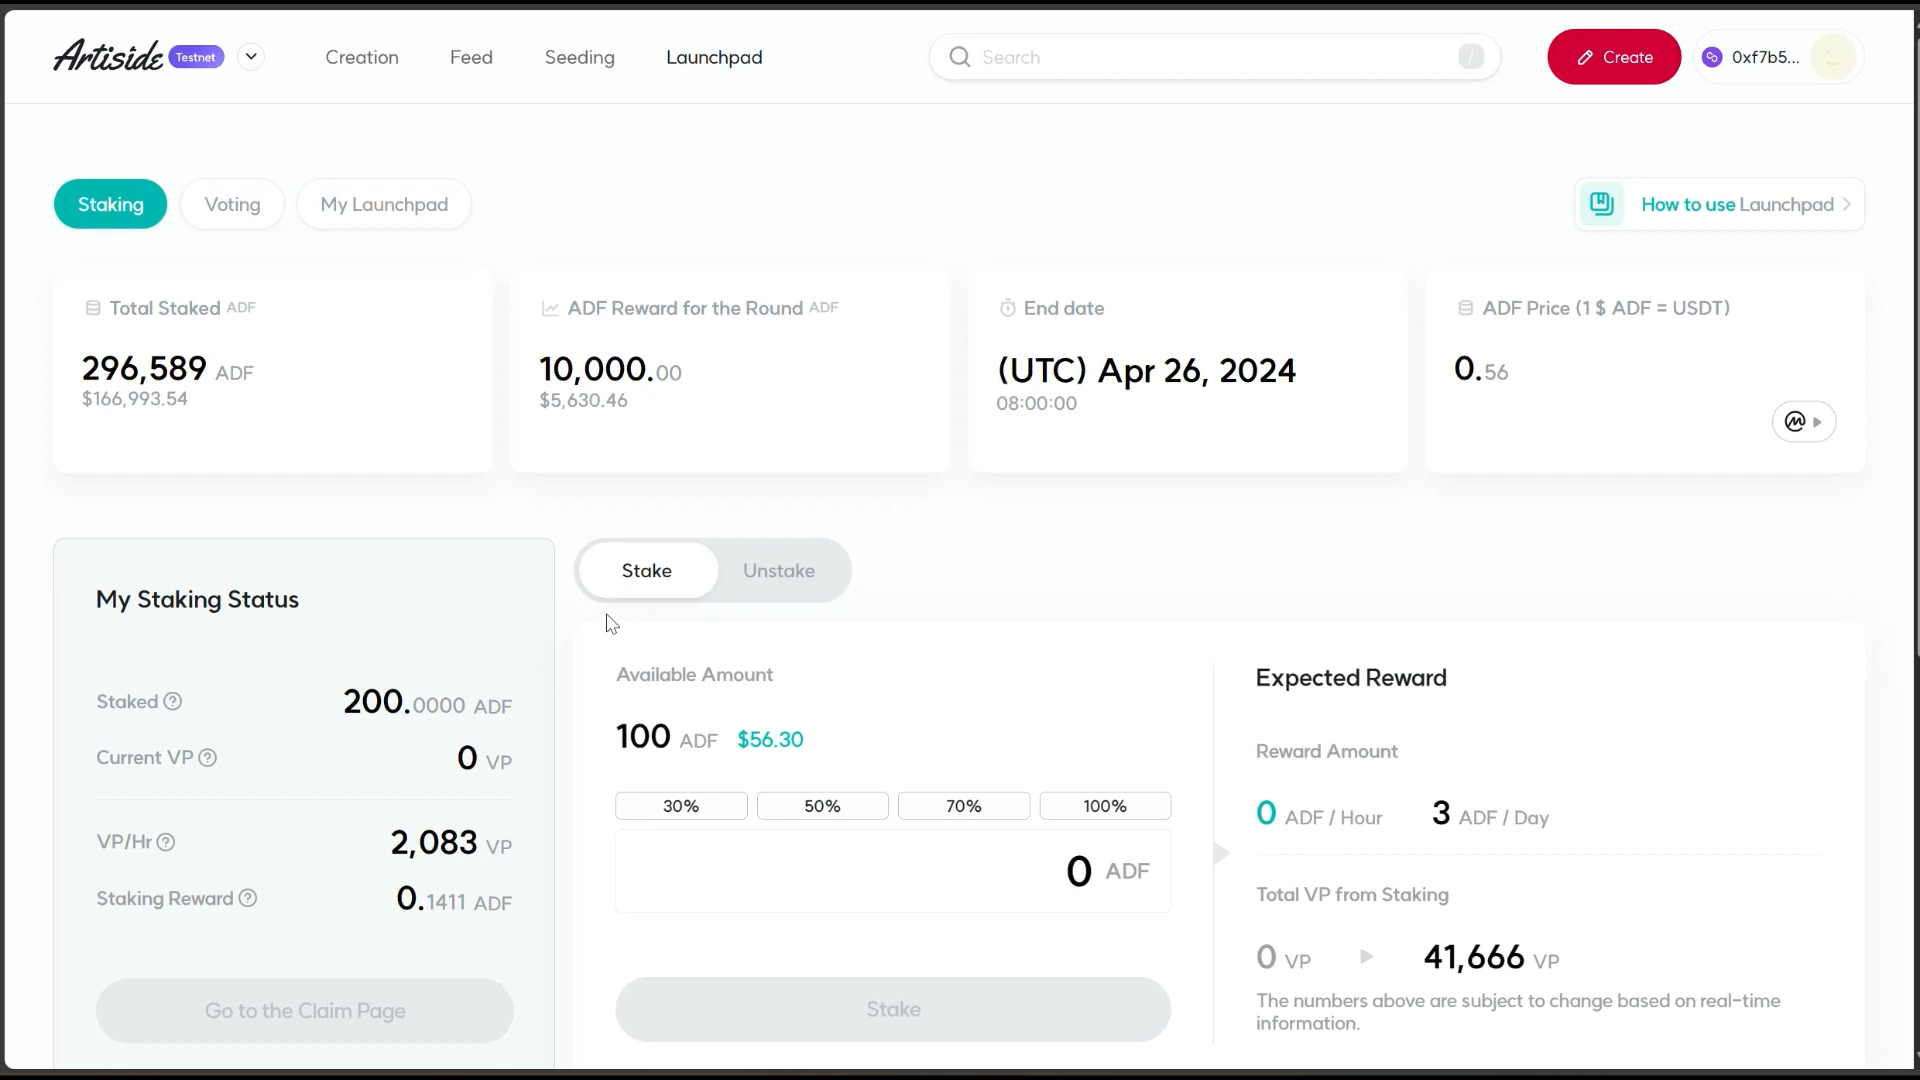 Artiside Testnet Creation Feed Seeding Launchpad Search / Create 0xf7b5...
Staking Voting My Launchpad How to use Launchpad
Total Staked ADF
296,589 ADF
$166,993.54
ADF Reward for the Round ADF
10,000.00
$5,630.46
End date
(UTC) Apr 26, 2024
08:00:00
ADF Price (1 $ ADF = USDT)
0.56
My Staking Status
Staked ? 200.0000 ADF
Current VP ? 0 VP
VP/Hr ? 2,083 VP
Staking Reward ? 0.1411 ADF
Go to the Claim Page
Stake Unstake
Available Amount
100 ADF $56.30
30% 50% 70% 100%
0 ADF
Stake
Expected Reward
Reward Amount
0 ADF / Hour 3 ADF / Day
Total VP from Staking
0 VP 41,666 VP
The numbers above are subject to change based on real-time
information.